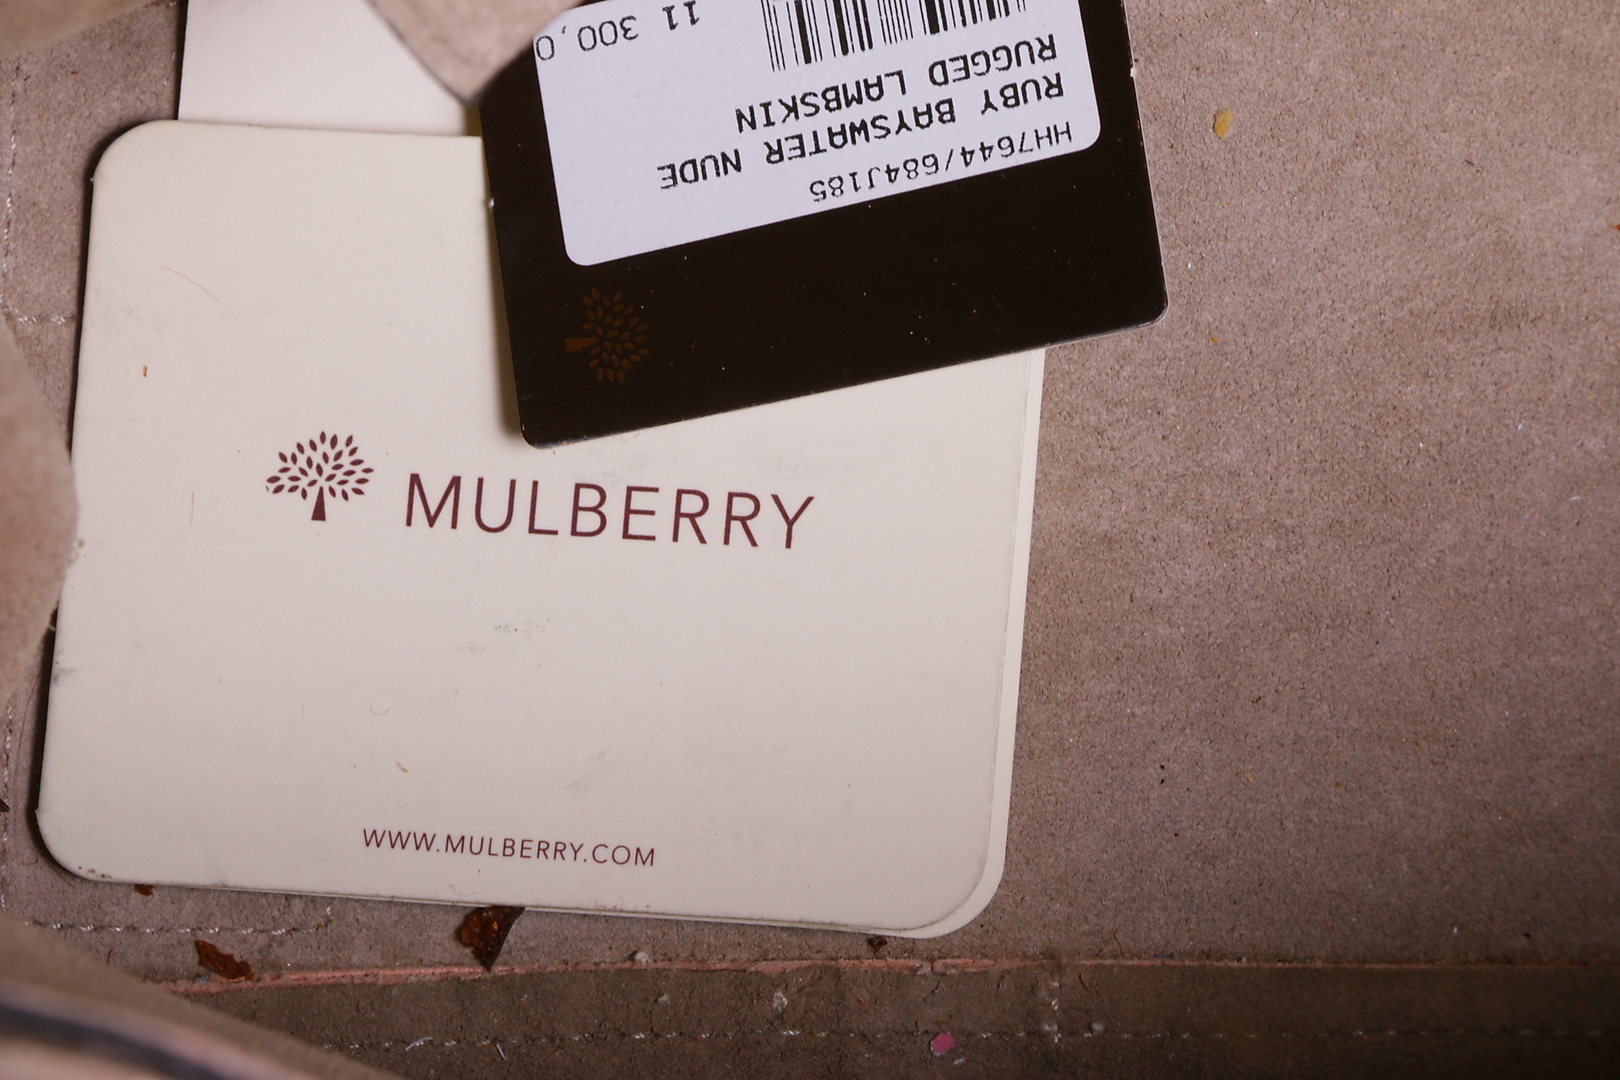 HH7644/684J185
RUBY BAYSWATER NUDE
RUGGED LAMBSKIN
11 300,0
MULBERRY
WWW.MULBERRY.COM